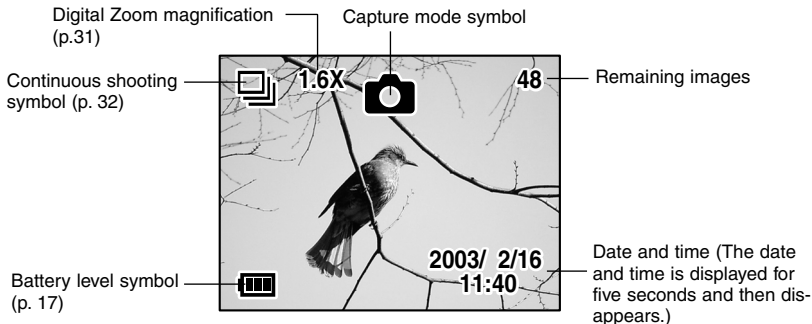 Digital Zoom magnification
(p.31)
Capture mode symbol
Continuous shooting
symbol (p. 32)
1.6X
48
Remaining images
Battery level symbol
(p. 17)
2003/ 2/16
11:40
Date and time (The date
and time is displayed for
five seconds and then dis-
appears.)